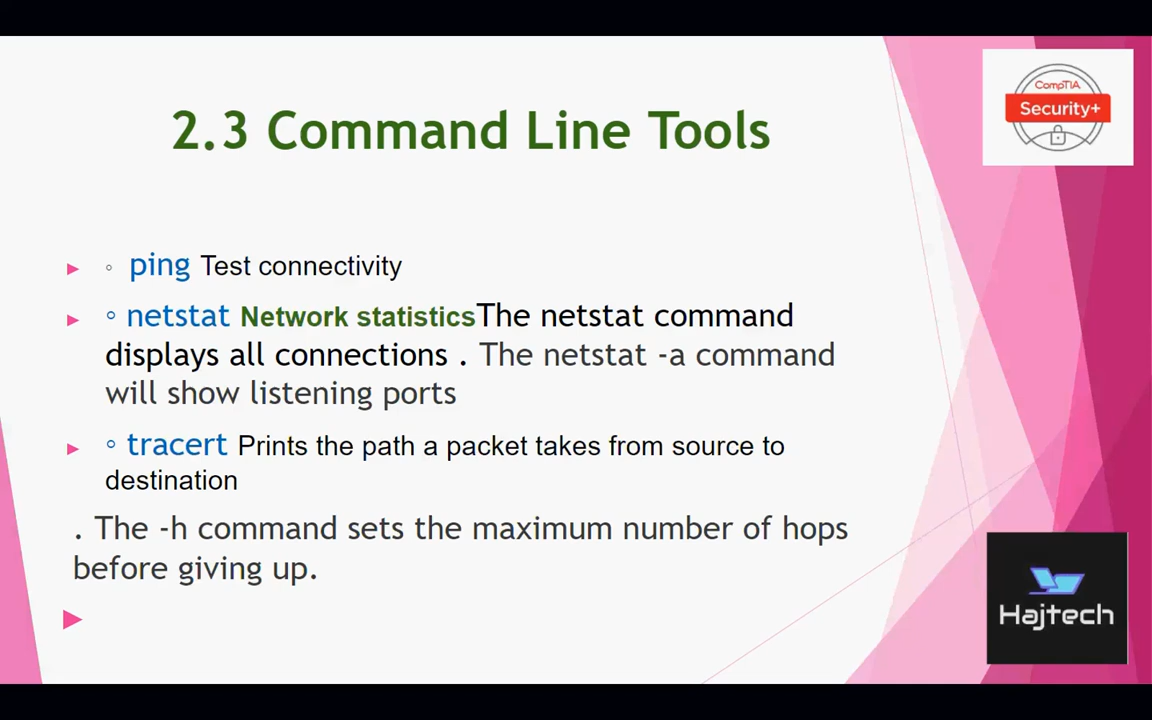 CompTIA
Security+
2.3 Command Line Tools
◦ ping Test connectivity
◦ netstat Network statisticsThe netstat command
displays all connections . The netstat -a command
will show listening ports
◦ tracert Prints the path a packet takes from source to
destination
. The -h command sets the maximum number of hops
before giving up.
Hajtech